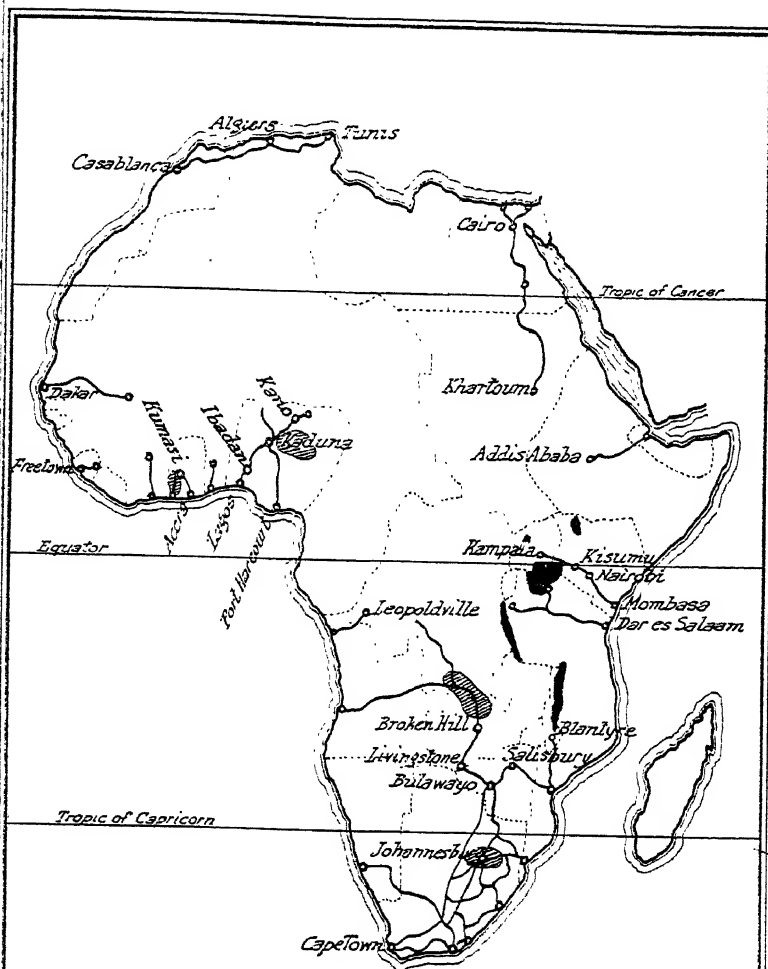 Algiers
Tunis
Casablanca
Cairo
Tropic of Cancer
Dakar
Khartoum
Kano
Ibadan
Kumasi
Kaduna
Addis Ababa
Freetown
Accra
Lagos
Port Harcourt
Equator
Kampala
Kisumu
Nairobi
Mombasa
Leopoldville
Dar es Salaam
Broken Hill
Blantyre
Livingstone
Salisbury
Bulawayo
Tropic of Capricorn
Johannesburg
Cape Town